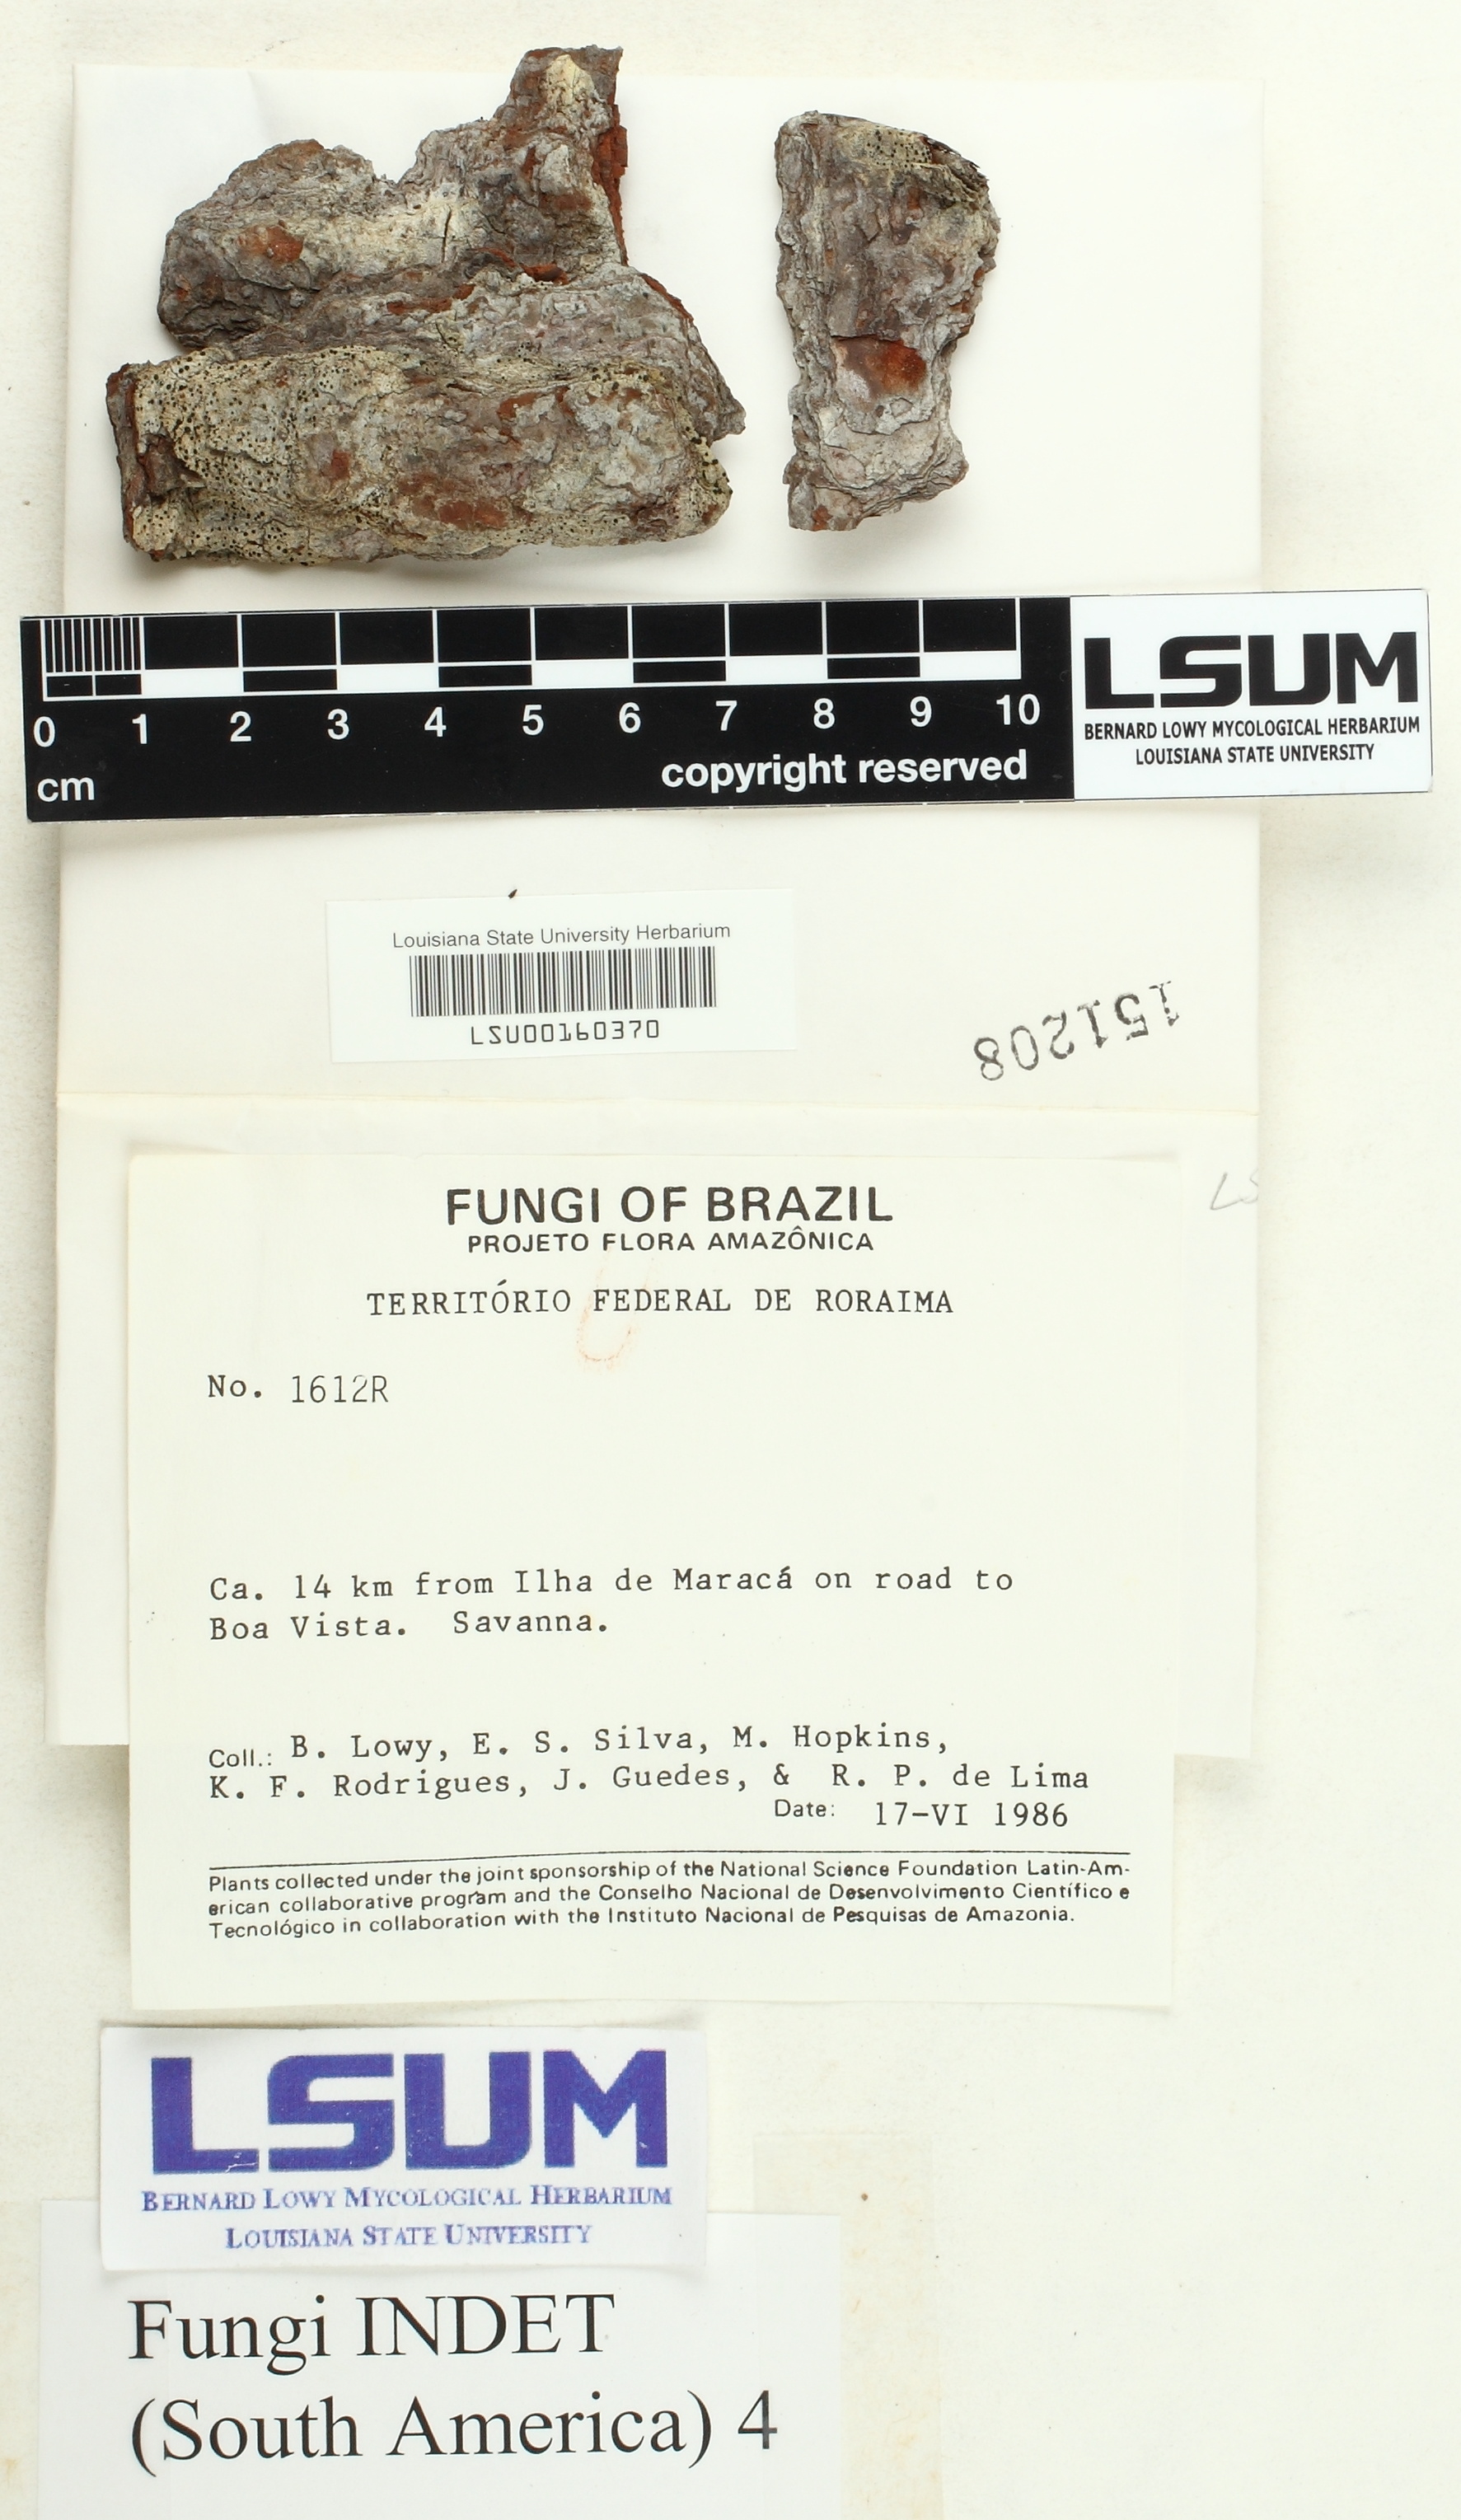 0 1 2 3 4 5 6 7 8 9 10
cm
copyright reserved
LSUM
BERNARD LOWY MYCOLOGICAL HERBARIUM
LOUISIANA STATE UNIVERSITY
Louisiana State University Herbarium
LSU00160370
151208
LS
FUNGI OF BRAZIL
PROJETO FLORA AMAZÔNICA
TERRITÓRIO FEDERAL DE RORAIMA
No. 1612R
Ca. 14 km from Ilha de Maracá on road to
Boa Vista. Savanna.
Coll.: B. Lowy, E. S. Silva, M. Hopkins,
K. F. Rodrigues, J. Guedes, & R. P. de Lima
Date: 17-VI 1986
Plants collected under the joint sponsorship of the National Science Foundation Latin-Am-
erican collaborative program and the Conselho Nacional de Desenvolvimento Científico e
Tecnológico in collaboration with the Instituto Nacional de Pesquisas de Amazonia.
LSUM
BERNARD LOWY MYCOLOGICAL HERBARIUM
LOUISIANA STATE UNIVERSITY
Fungi INDET
(South America) 4